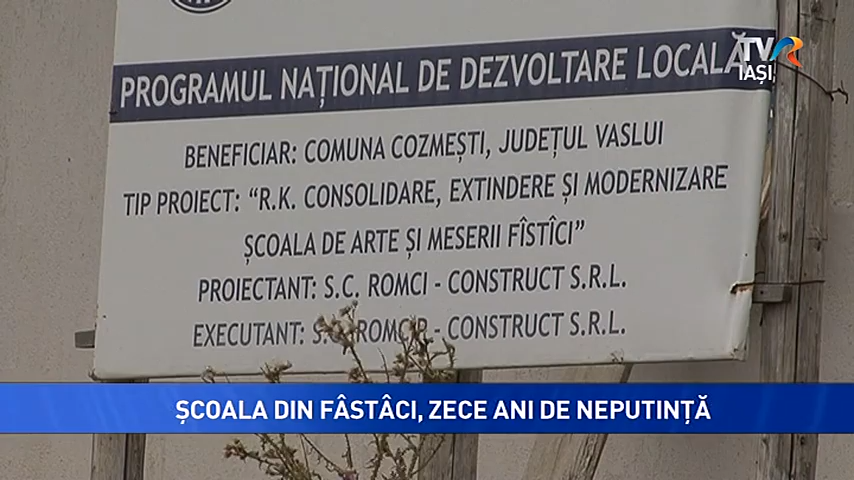 TVR
IAȘI
PROGRAMUL NAȚIONAL DE DEZVOLTARE LOCALĂ
BENEFICIAR: COMUNA COZMEȘTI, JUDEȚUL VASLUI
TIP PROIECT: “R.K. CONSOLIDARE, EXTINDERE ȘI MODERNIZARE
ȘCOALA DE ARTE ȘI MESERII FÎSTÎCI”
PROIECTANT: S.C. ROMCI - CONSTRUCT S.R.L.
EXECUTANT: - CONSTRUCT S.R.L.
ȘCOALA DIN FÂSTÂCI, ZECE ANI DE NEPUTINȚĂ